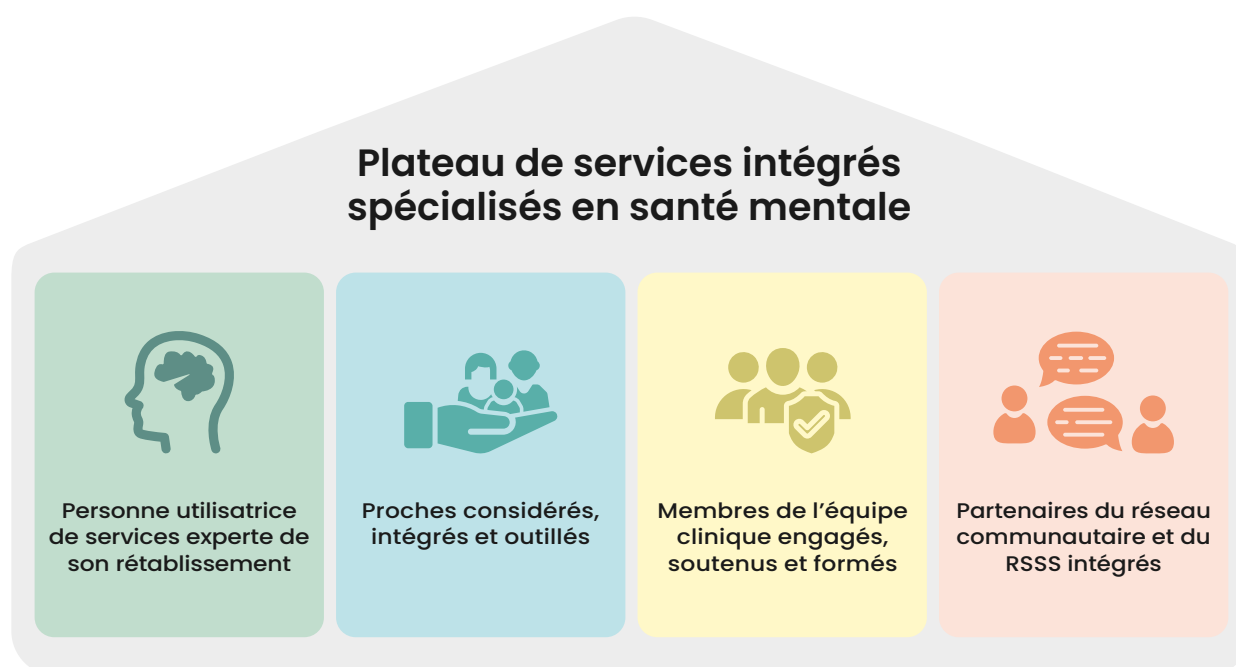 Plateau de services intégrés
spécialisés en santé mentale
Personne utilisatrice
de services experte de
son rétablissement
Proches considérés,
intégrés et outillés
Membres de l’équipe
clinique engagés,
soutenus et formés
Partenaires du réseau
communautaire et du
RSSS intégrés